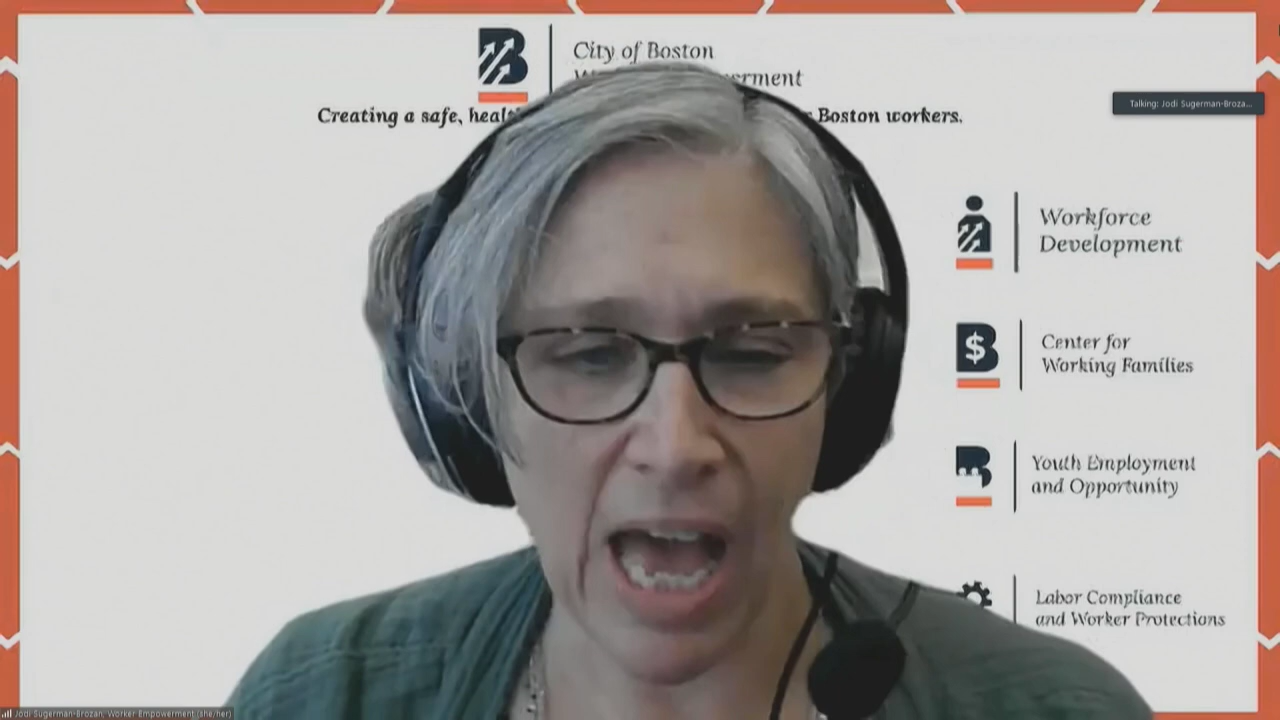 City of Boston
erment
Creating a safe, healt
Boston workers.
Talking: Jodi Sugerman-Broza...
Workforce
Development
$
Center for
Working Families
Youth Employment
and Opportunity
Labor Compliance
and Worker Protections
Jodi Sugerman-Brozan, Worker Empowerment (she/her)